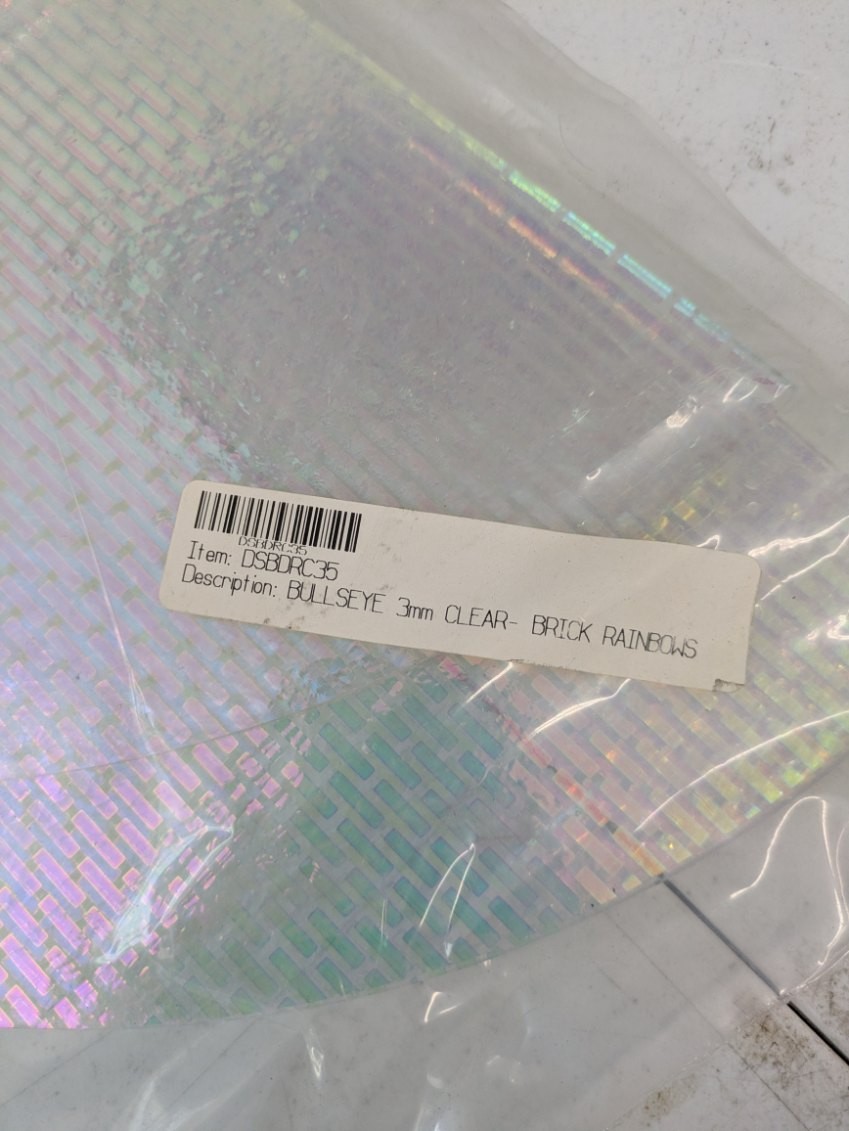 DSBDRC35
Item: DSBDRC35
Description: BULLSEYE 3mm CLEAR- BRICK RAINBOWS